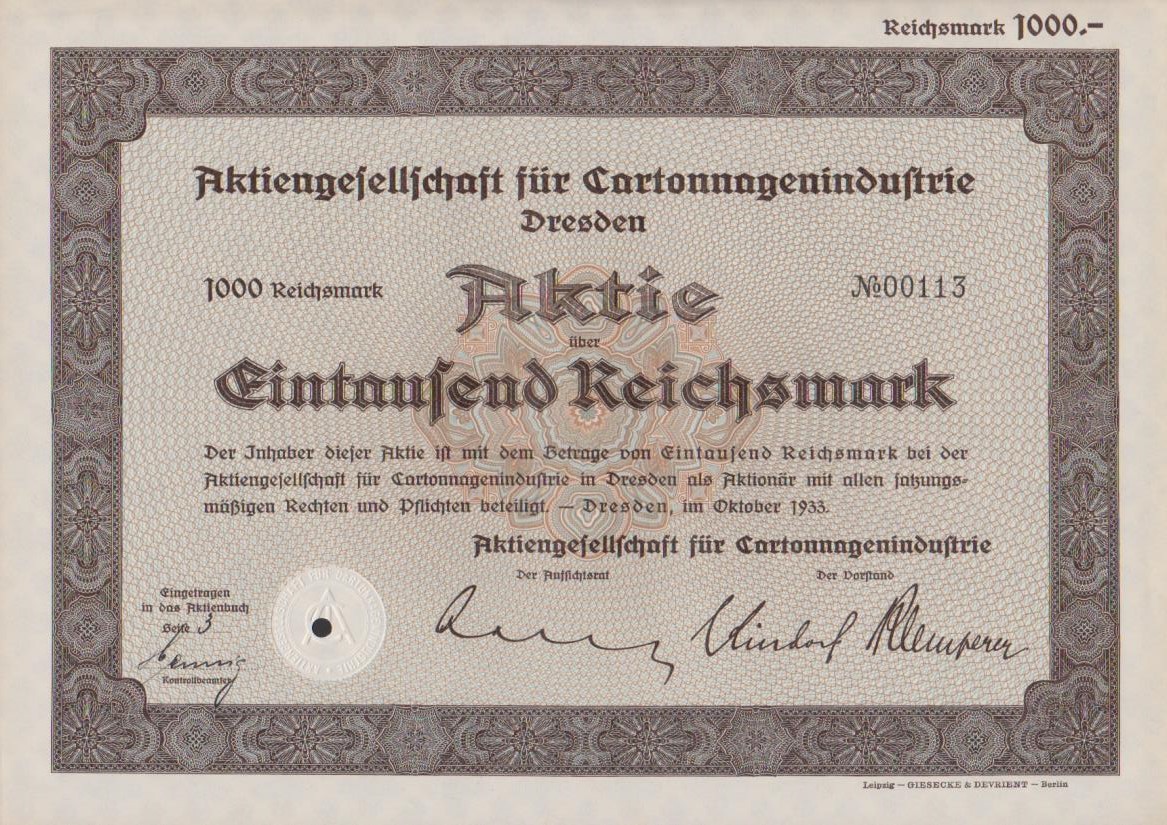 Reichsmark 1000.–
Aktiengesellschaft für Cartonnagenindustrie
Dresden
1000 Reichsmark
Aktie
№00113
über
Eintausend Reichsmark
Der Inhaber dieser Aktie ist mit dem Betrage von Eintausend Reichsmark bei der
Aktiengesellschaft für Cartonnagenindustrie in Dresden als Aktionär mit allen satzungs-
mäßigen Rechten und Pflichten beteiligt. — Dresden, im Oktober 1933.
Aktiengesellschaft für Cartonnagenindustrie
Der Aufsichtsrat
Der Vorstand
Eingetragen
in das Aktienbuch
Seite 3
Klemperer
Kontrollbeamter
Leipzig — GIESECKE & DEVRIENT — Berlin